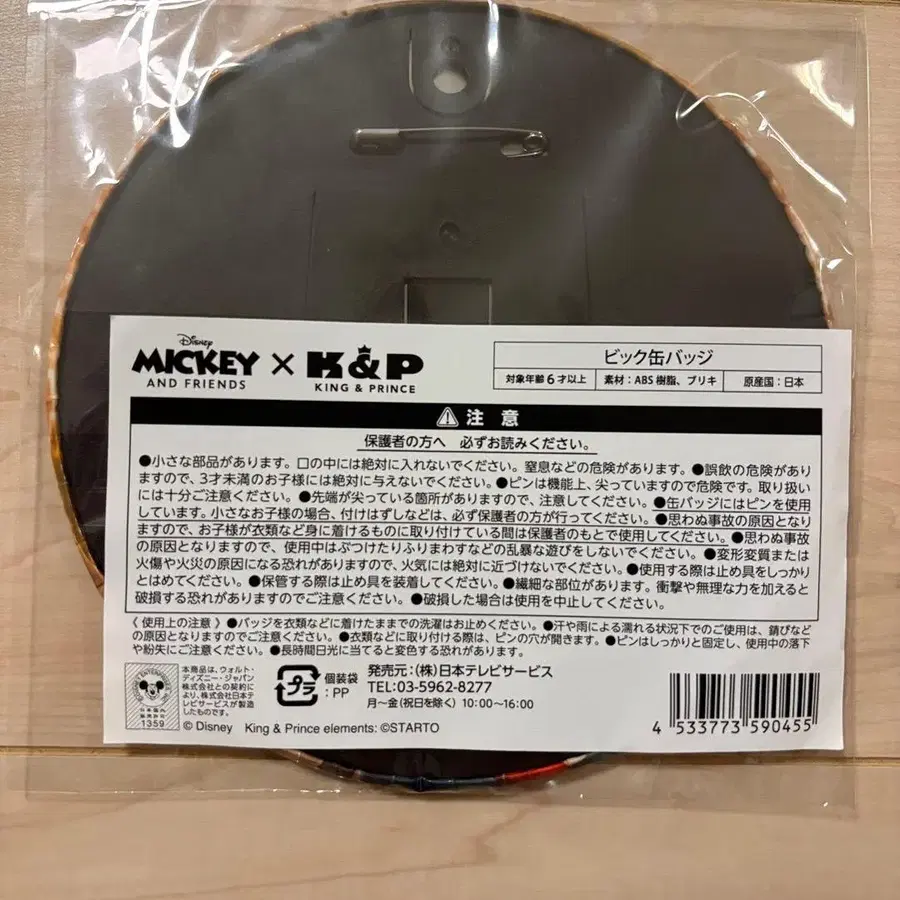 Disney
MICKEY
AND FRIENDS
×
K&P
KING & PRINCE
ビック缶バッジ
対象年齢6才以上
素材:ABS樹脂、ブリキ
原産国:日本
⚠注 意
保護者の方へ 必ずお読みください。
●小さな部品があります。口の中には絶対に入れないでください。窒息などの危険があります。●誤飲の危険があり
ますので、3才未満のお子様には絶対に与えないでください。●ピンは機能上、尖っていますので危険です。取り扱い
には十分ご注意ください。●先端が尖っている箇所がありますので、注意してください。●缶バッジにはピンを使用
しています。小さなお子様の場合、付けはずしなどは、必ず保護者の方が行ってください。●思わぬ事故の原因となり
ますので、お子様が衣類など身に着けるものに取り付けている間は保護者のもとで使用してください。●思わぬ事故
の原因となりますので、使用中はぶつけたりふりまわすなどの乱暴な遊びをしないでください。●変形変質または
火傷や火災の原因になる恐れがありますので、火気には絶対に近づけないでください。●使用する際は止め具をしっかり
とはめてください。●保管する際は止め具を装着してください。●繊細な部位があります。衝撃や無理な力を加えると
破損する恐れがありますのでご注意ください。●破損した場合は使用を中止してください。
《 使用上の注意 》●バッジを衣類などに着けたままでの洗濯はお止めください。●汗や雨による濡れる状況下でのご使用は、錆びなど
の原因となりますのでご注意ください。●衣類などに取り付ける際は、ピンの穴が開きます。●ピンはしっかりと固定し、使用中の落下
や紛失にご注意ください。●長時間日光に当てると変色する恐れがあります。
日本国内
販売許可
1359
本商品は、ウォルト・
ディズニー・ジャパン
株式会社との契約に
より、株式会社日本テ
レビサービスが製造
したものです。
プラ
個装袋
:PP
発売元:(株)日本テレビサービス
TEL:03-5962-8277
月〜金(祝日を除く) 10:00〜16:00
© Disney King & Prince elements: ©STARTO
4 533773 590455